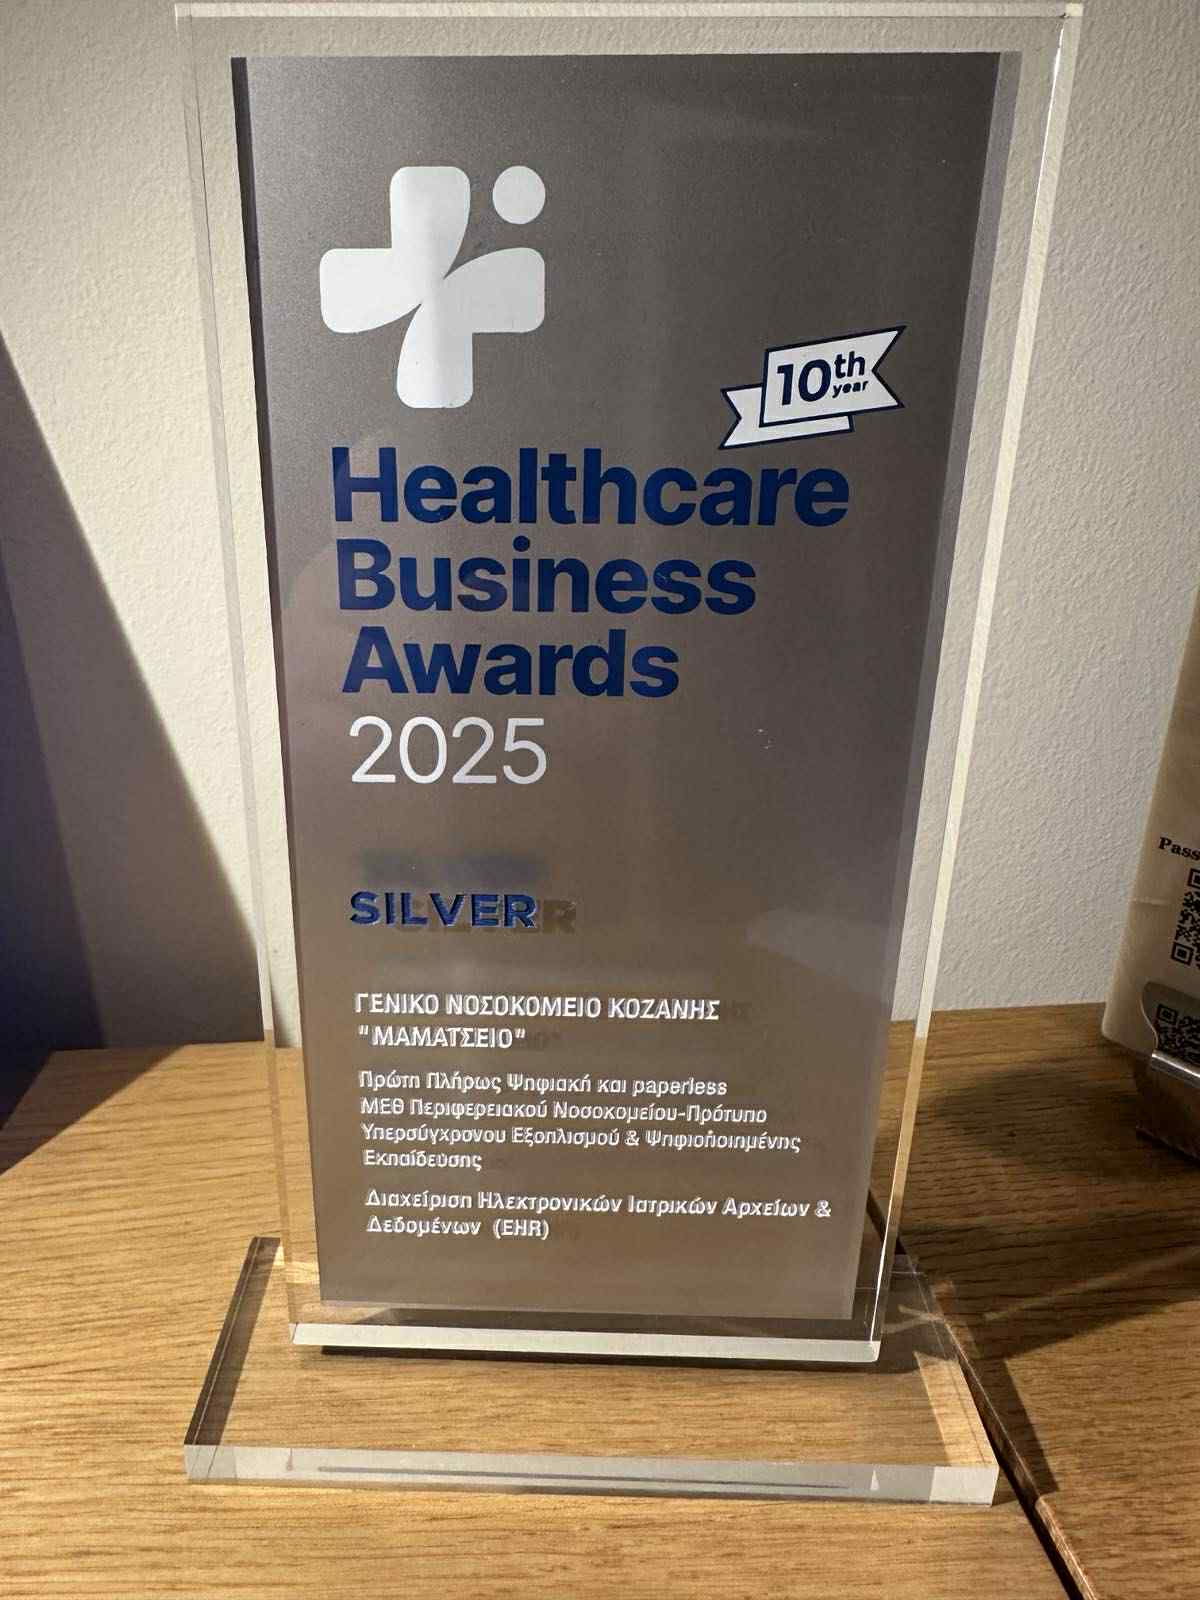 10th
year
Healthcare
Business
Awards
2025
SILVER
ΓΕΝΙΚΟ ΝΟΣΟΚΟΜΕΙΟ ΚΟΖΑΝΗΣ
"ΜΑΜΑΤΣΕΙΟ"
Πρώτη Πλήρως Ψηφιακή και paperless
ΜΕΘ Περιφερειακού Νοσοκομείου-Πρότυπο
Υπερσύγχρονου Εξοπλισμού & Ψηφιοποιημένης
Εκπαίδευσης
Διαχείριση Ηλεκτρονικών Ιατρικών Αρχείων &
Δεδομένων (EHR)